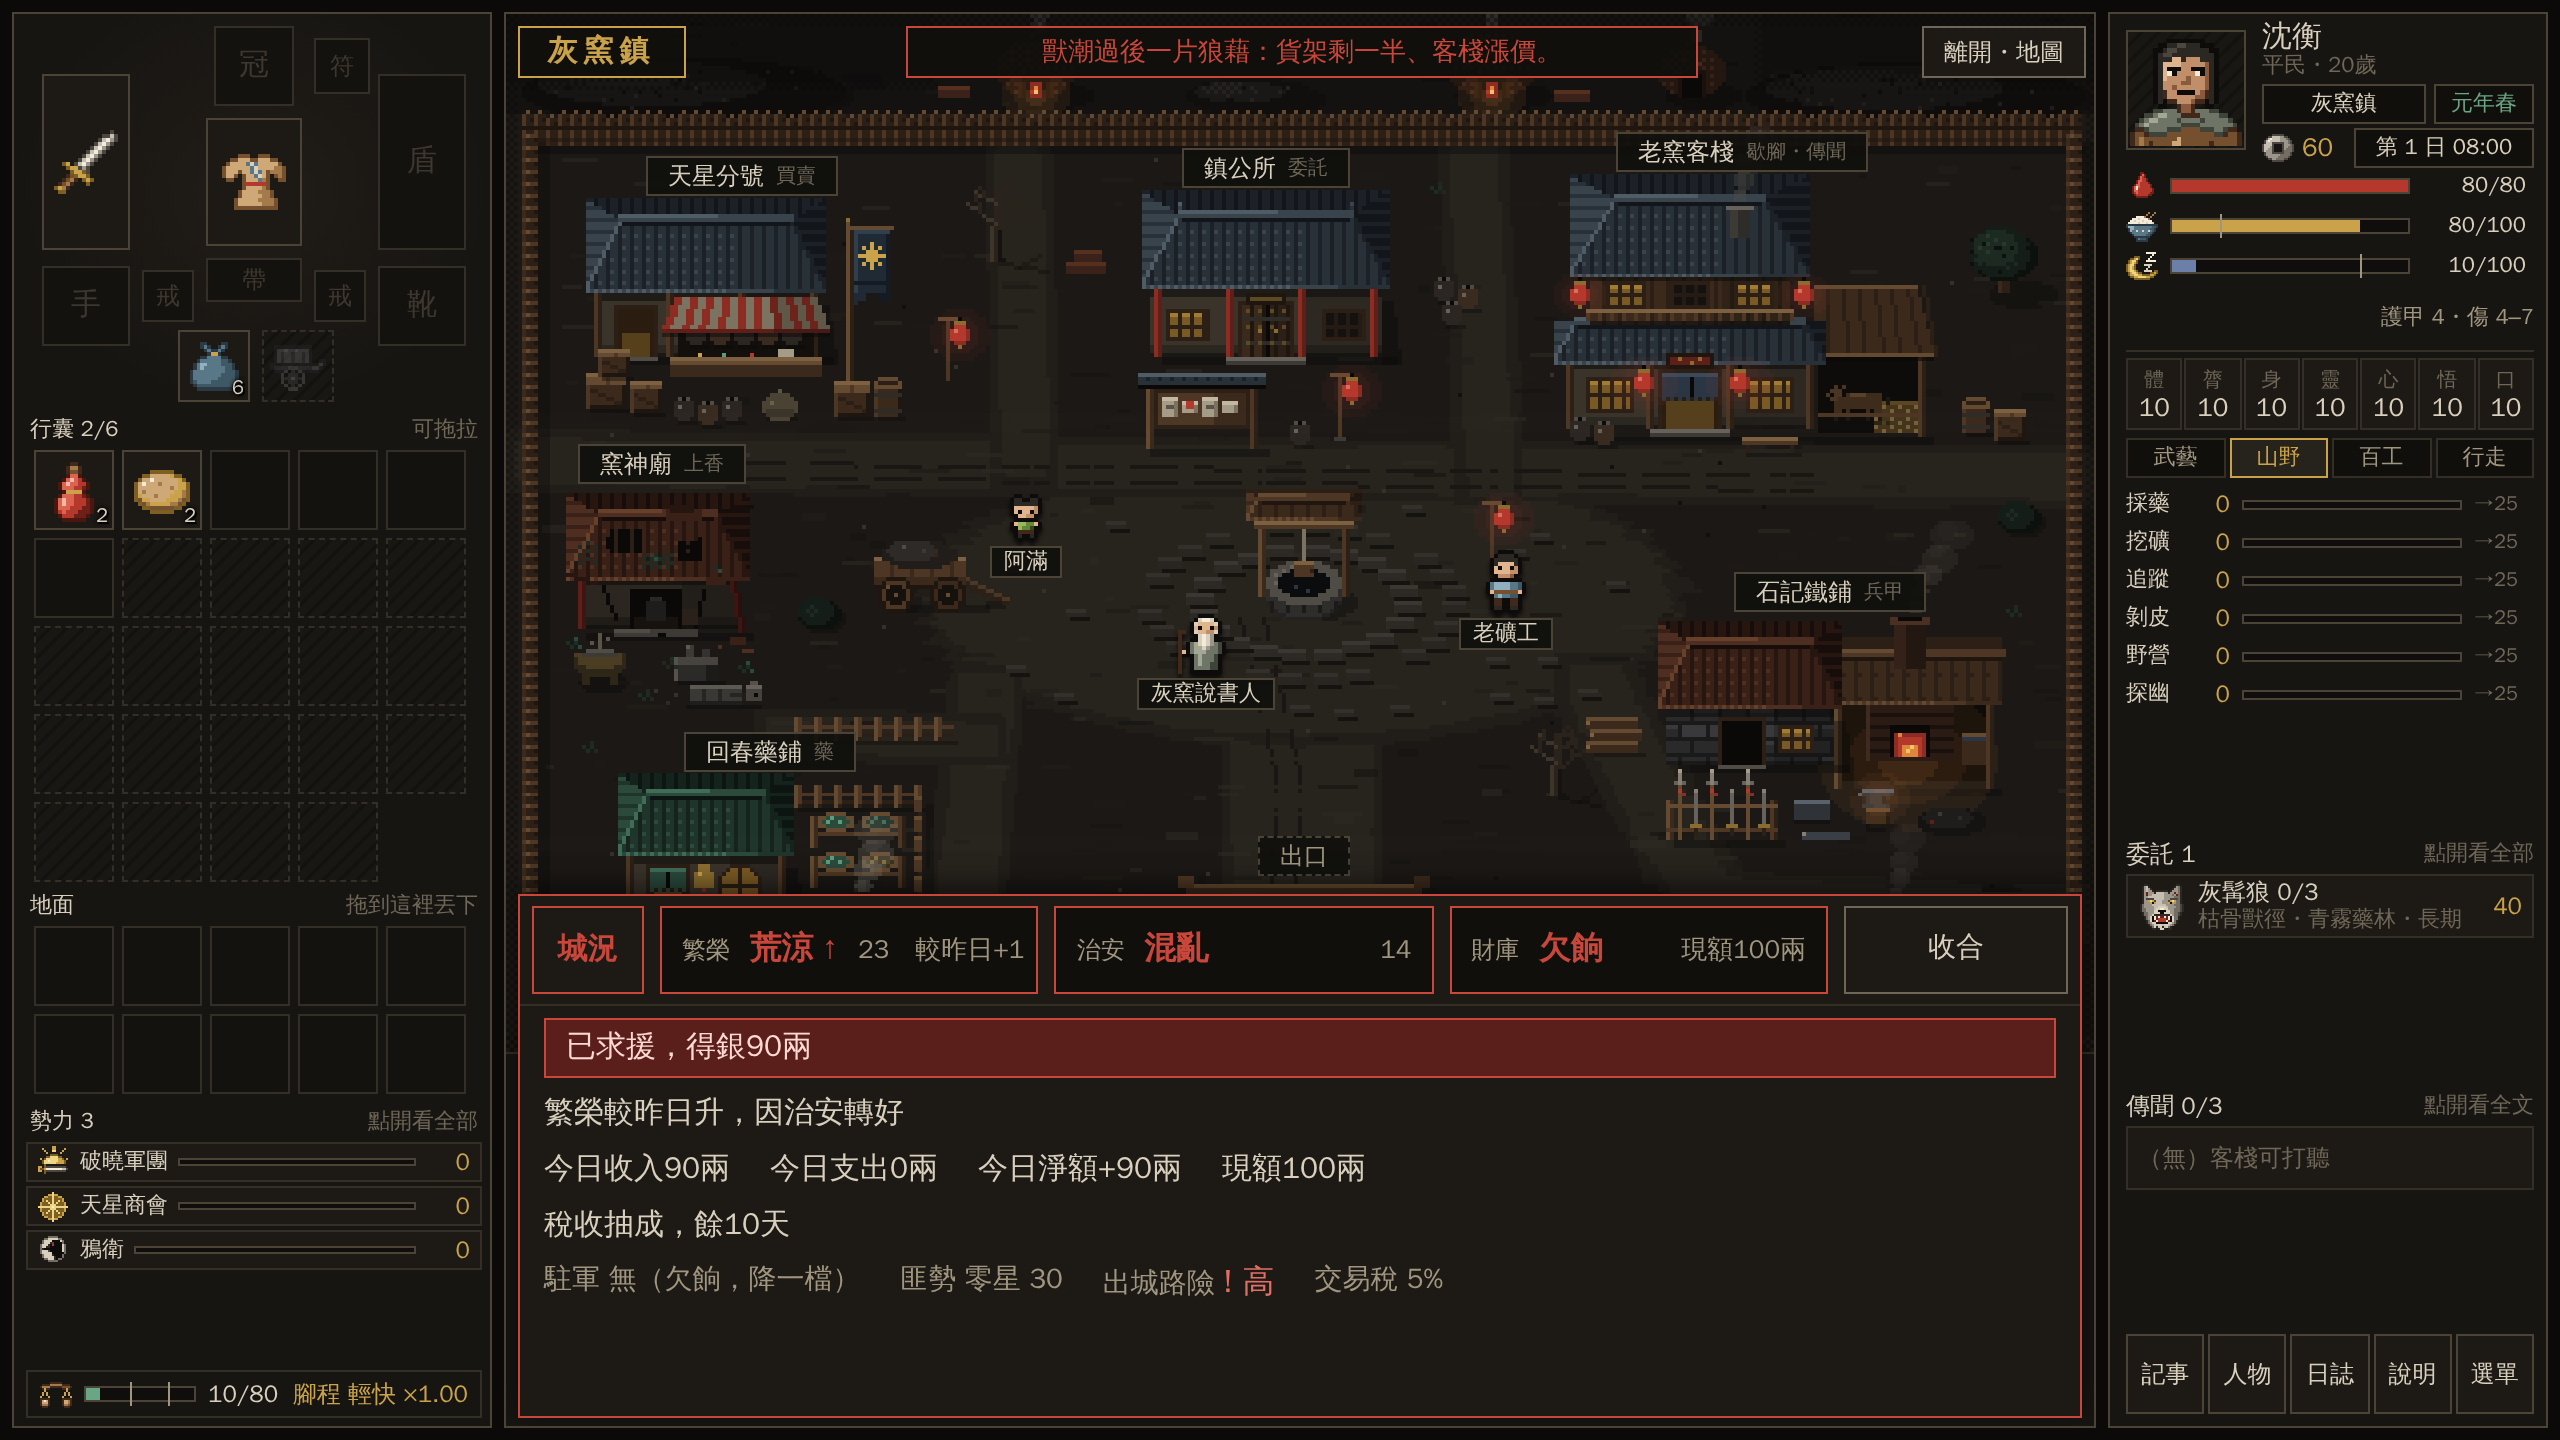 冠
符
盾
手
戒
帶
戒
靴
6
行囊 2/6
可拖拉
2
2
地面
拖到這裡丟下
勢力 3
點開看全部
破曉軍團 0
天星商會 0
鴉衛 0
10/80 腳程 輕快 ×1.00
灰窯鎮
獸潮過後一片狼藉：貨架剩一半、客棧漲價。
離開・地圖
天星分號 買賣
鎮公所 委託
老窯客棧 歇腳・傳聞
窯神廟 上香
阿滿
老礦工
石記鐵鋪 兵甲
灰窯說書人
回春藥鋪 藥
出口
城況
繁榮 荒涼↑ 23 較昨日+1
治安 混亂 14
財庫 欠餉 現額100兩
收合
已求援，得銀90兩
繁榮較昨日升，因治安轉好
今日收入90兩 今日支出0兩 今日淨額+90兩 現額100兩
稅收抽成，餘10天
駐軍 無（欠餉，降一檔） 匪勢 零星 30 出城路險！高 交易稅 5%
沈衡
平民・20歲
灰窯鎮
元年春
60
第 1 日 08:00
80/80
80/100
10/100
護甲 4・傷 4–7
體 膂 身 靈 心 悟 口
10 10 10 10 10 10 10
武藝 山野 百工 行走
採藥 0 →25
挖礦 0 →25
追蹤 0 →25
剝皮 0 →25
野營 0 →25
探幽 0 →25
委託 1
點開看全部
灰髯狼 0/3
枯骨獸徑・青霧藥林・長期
40
傳聞 0/3
點開看全文
（無）客棧可打聽
記事 人物 日誌 說明 選單